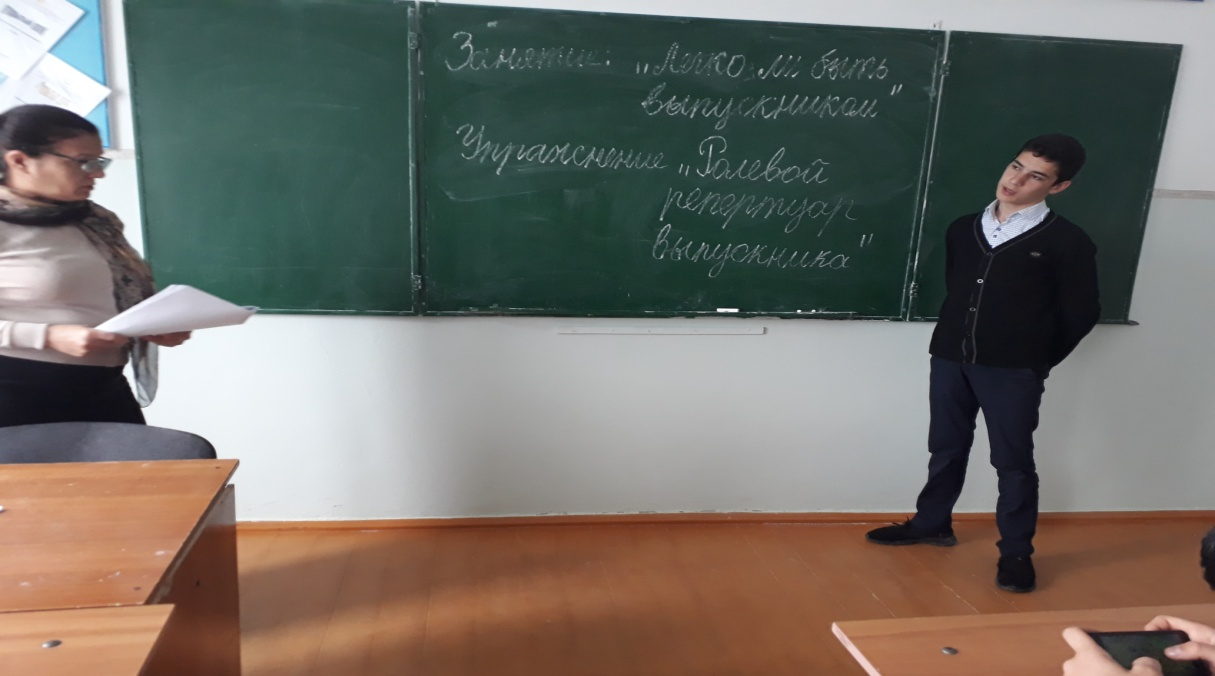 Занятие: „Легко ли быть
выпускником"
Упражнение „Ролевой
репертуар
выпускника"